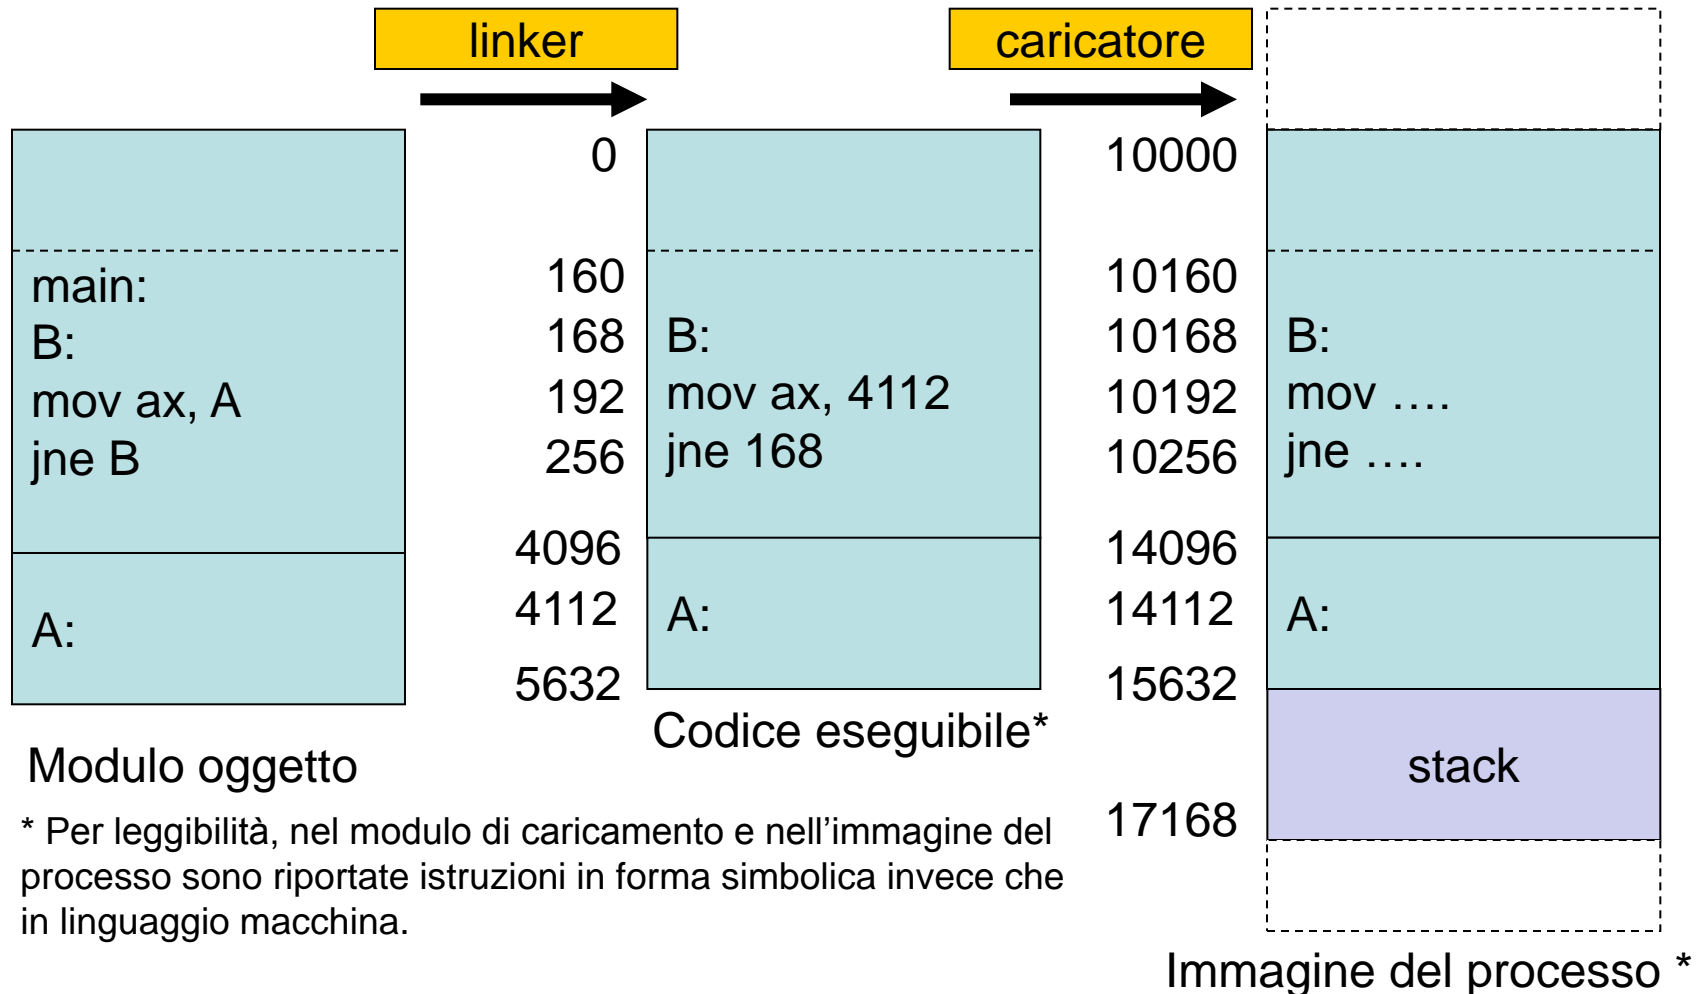 linker
caricatore
main:
B:
mov ax, A
jne B
A:
Modulo oggetto
0
160
168
192
256
4096
4112
5632
B:
mov ax, 4112
jne 168
A:
Codice eseguibile*
10000
10160
10168
10192
10256
14096
14112
15632
17168
B:
mov ….
jne ….
A:
stack
Immagine del processo *
* Per leggibilità, nel modulo di caricamento e nell’immagine del
processo sono riportate istruzioni in forma simbolica invece che
in linguaggio macchina.